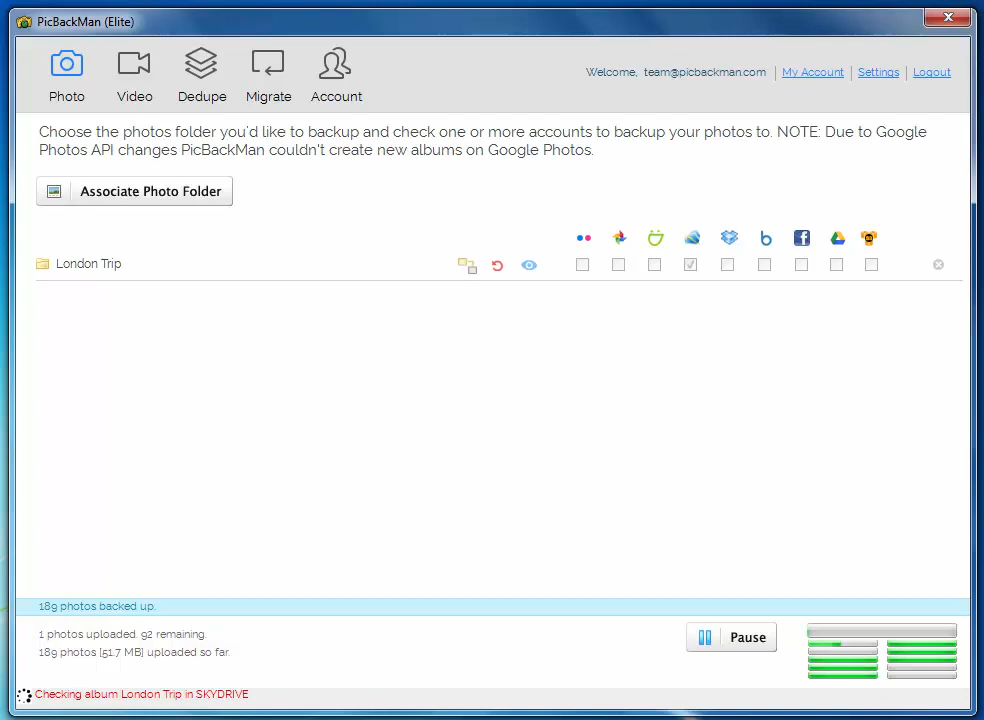 PicBackMan (Elite)
Photo
Video
Dedupe
Migrate
Account
Welcome, team@picbackman.com
My Account
Settings
Logout
Choose the photos folder you'd like to backup and check one or more accounts to backup your photos to. NOTE: Due to Google
Photos API changes PicBackMan couldn't create new albums on Google Photos.
Associate Photo Folder
London Trip
189 photos backed up.
1 photos uploaded. 92 remaining.
189 photos [51.7 MB] uploaded so far.
Pause
Checking album London Trip in SKYDRIVE